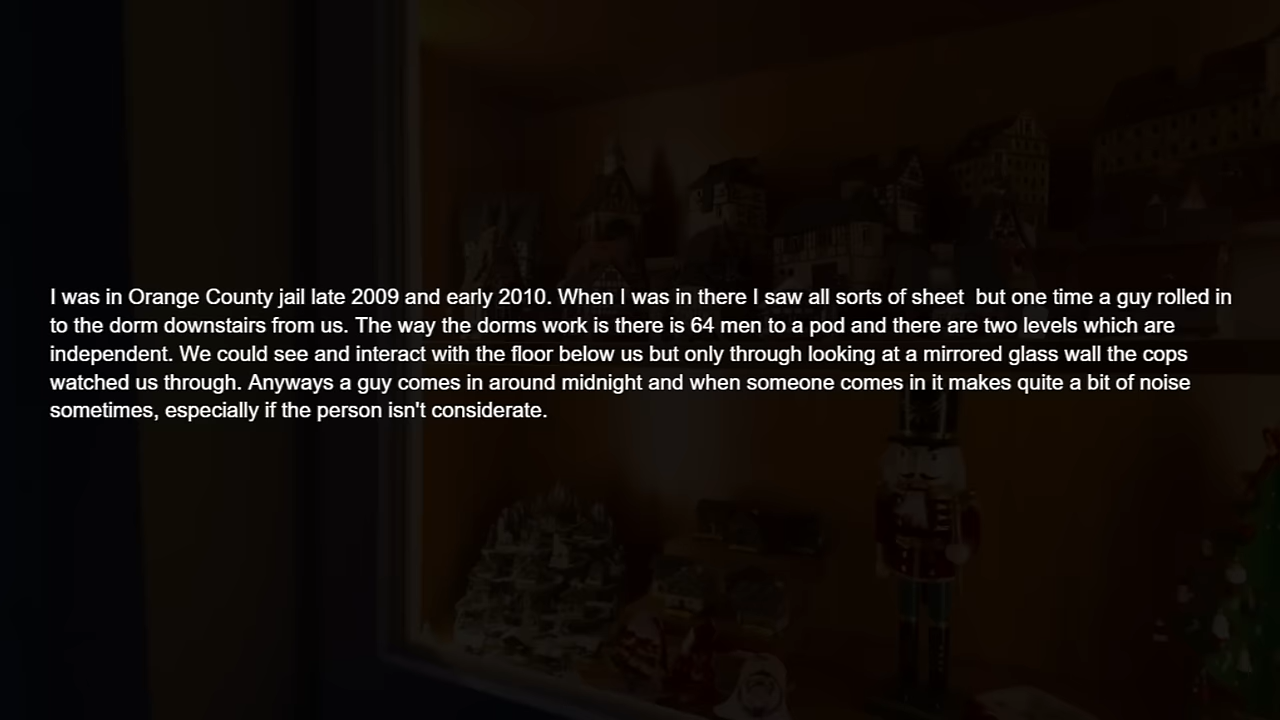 I was in Orange County jail late 2009 and early 2010. When I was in there I saw all sorts of sheet  but one time a guy rolled in
to the dorm downstairs from us. The way the dorms work is there is 64 men to a pod and there are two levels which are
independent. We could see and interact with the floor below us but only through looking at a mirrored glass wall the cops
watched us through. Anyways a guy comes in around midnight and when someone comes in it makes quite a bit of noise
sometimes, especially if the person isn't considerate.